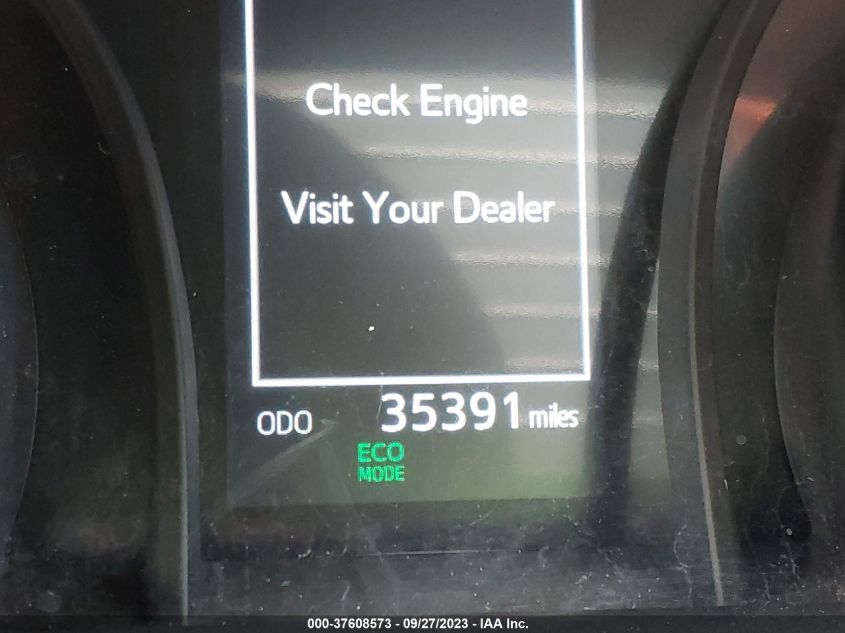 Check Engine
Visit Your Dealer
ODO 35391 miles
ECO
MODE
000-37608573 - 09/27/2023 - IAA Inc.